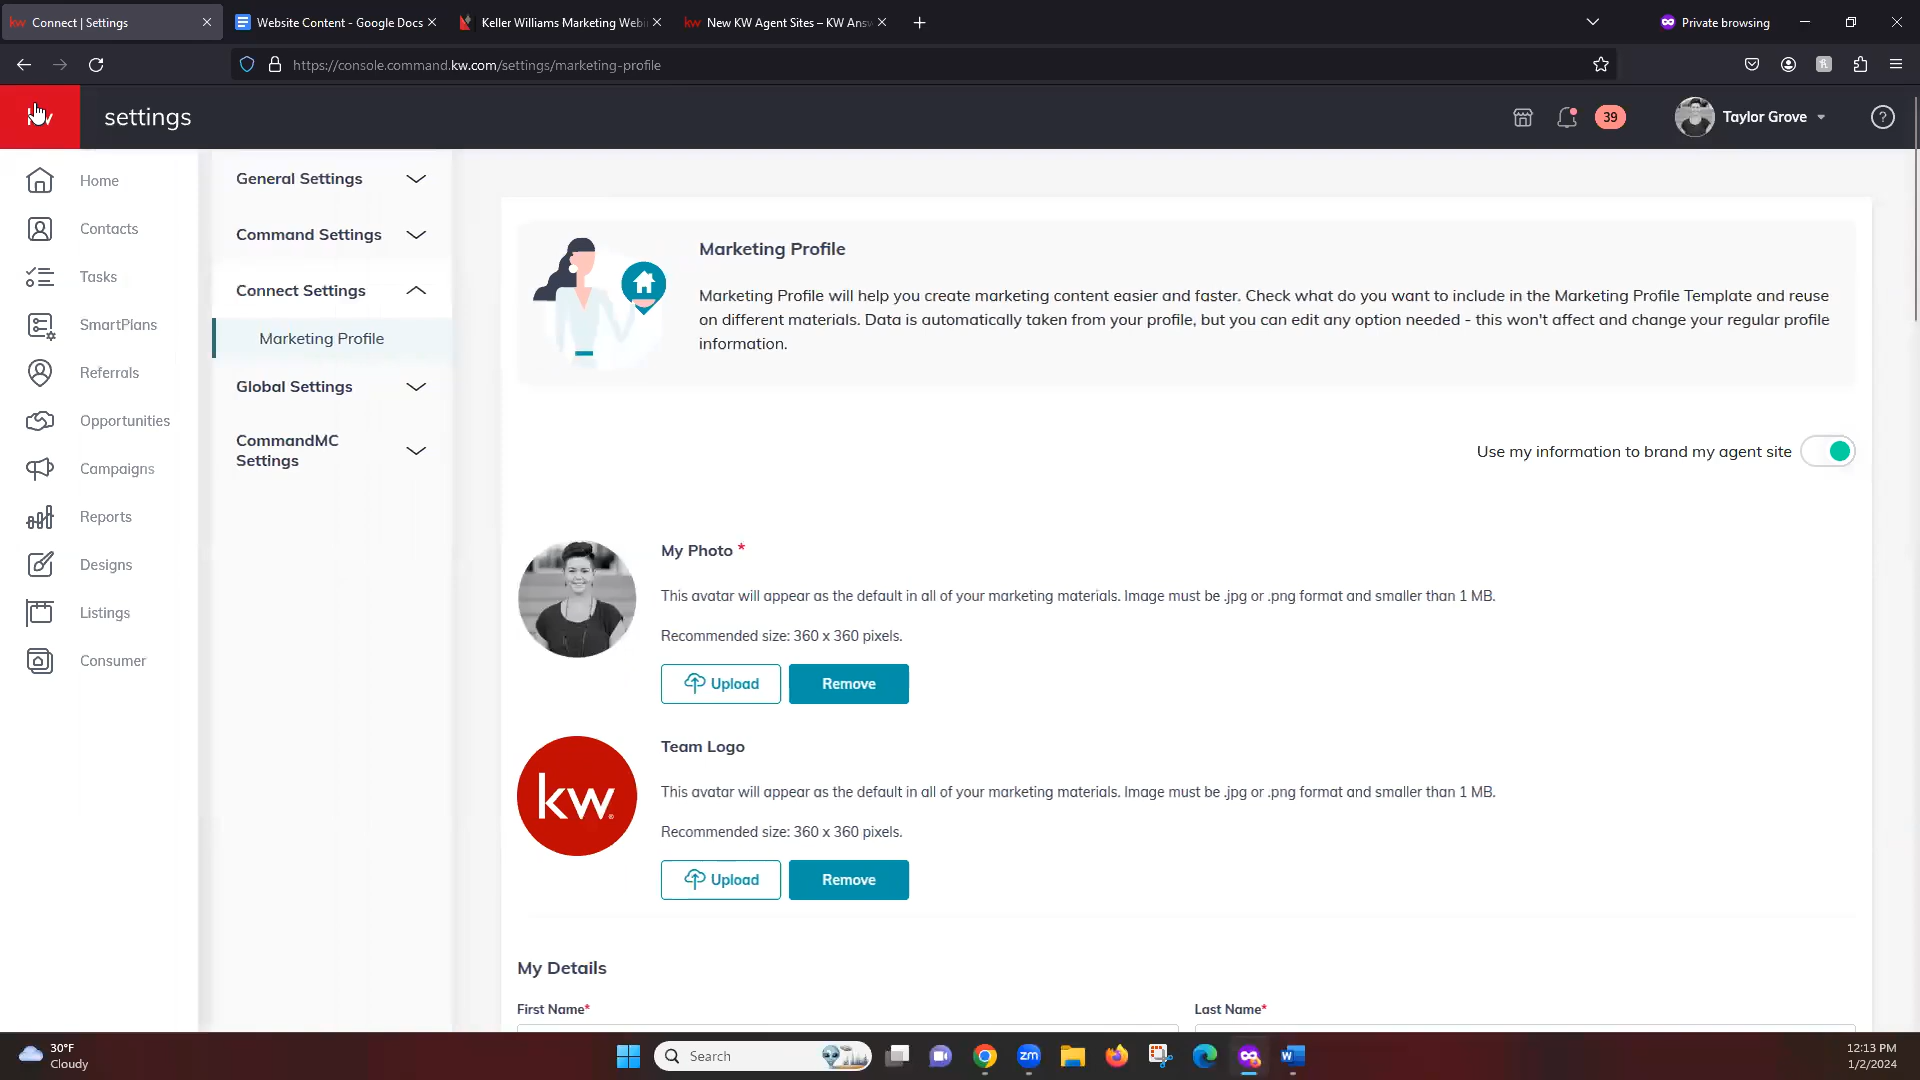 Connect | Settings
Website Content - Google Docs
Keller Williams Marketing Webi
New KW Agent Sites – KW Answ
Private browsing
https://console.command.kw.com/settings/marketing-profile
settings
39
Taylor Grove
?
Home
Contacts
Tasks
SmartPlans
Referrals
Opportunities
Campaigns
Reports
Designs
Listings
Consumer
General Settings
Command Settings
Connect Settings
Marketing Profile
Global Settings
CommandMC
Settings
Marketing Profile
Marketing Profile will help you create marketing content easier and faster. Check what do you want to include in the Marketing Profile Template and reuse
on different materials. Data is automatically taken from your profile, but you can edit any option needed - this won't affect and change your regular profile
information.
Use my information to brand my agent site
My Photo *
This avatar will appear as the default in all of your marketing materials. Image must be .jpg or .png format and smaller than 1 MB.
Recommended size: 360 x 360 pixels.
Upload
Remove
kw
Team Logo
This avatar will appear as the default in all of your marketing materials. Image must be .jpg or .png format and smaller than 1 MB.
Recommended size: 360 x 360 pixels.
Upload
Remove
My Details
First Name*
Last Name*
30°F
Cloudy
Search
zm
12:13 PM
1/2/2024